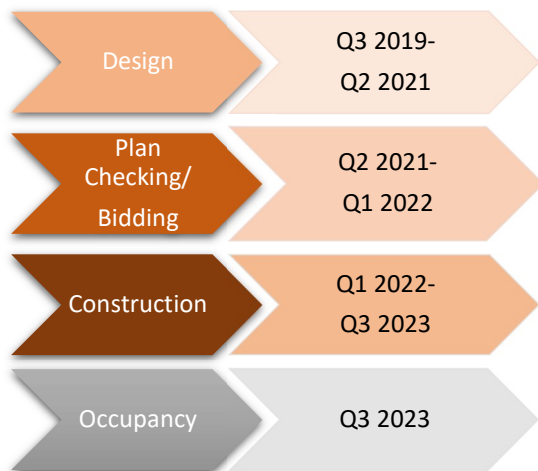 Design
Q3 2019-
Q2 2021
Plan
Checking/
Bidding
Q2 2021-
Q1 2022
Construction
Q1 2022-
Q3 2023
Occupancy
Q3 2023